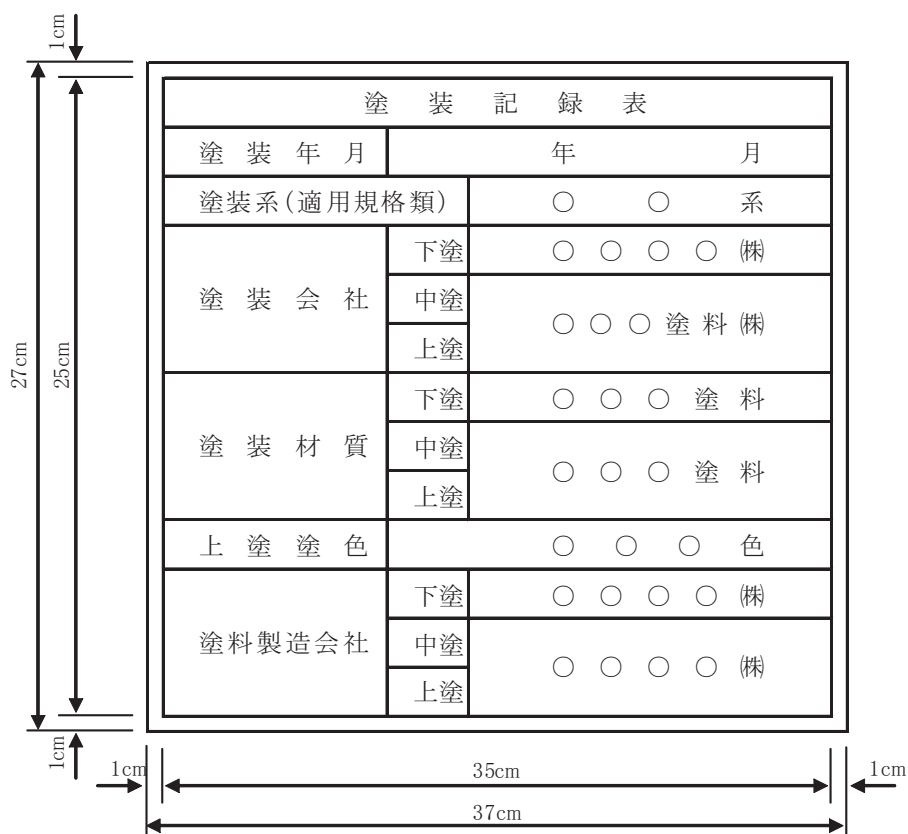 1cm
27cm
25cm
塗装記録表
塗装年月 年 月
塗装系(適用規格類) ○ ○ 系
塗装会社 下塗 ○○○○㈱
中塗 ○○○塗料㈱
上塗
塗装材質 下塗 ○○○塗料
中塗 ○○○塗料
上塗
上塗塗色 ○○○色
塗料製造会社 下塗 ○○○○㈱
中塗 ○○○○㈱
上塗
1cm
1cm 35cm 1cm
37cm